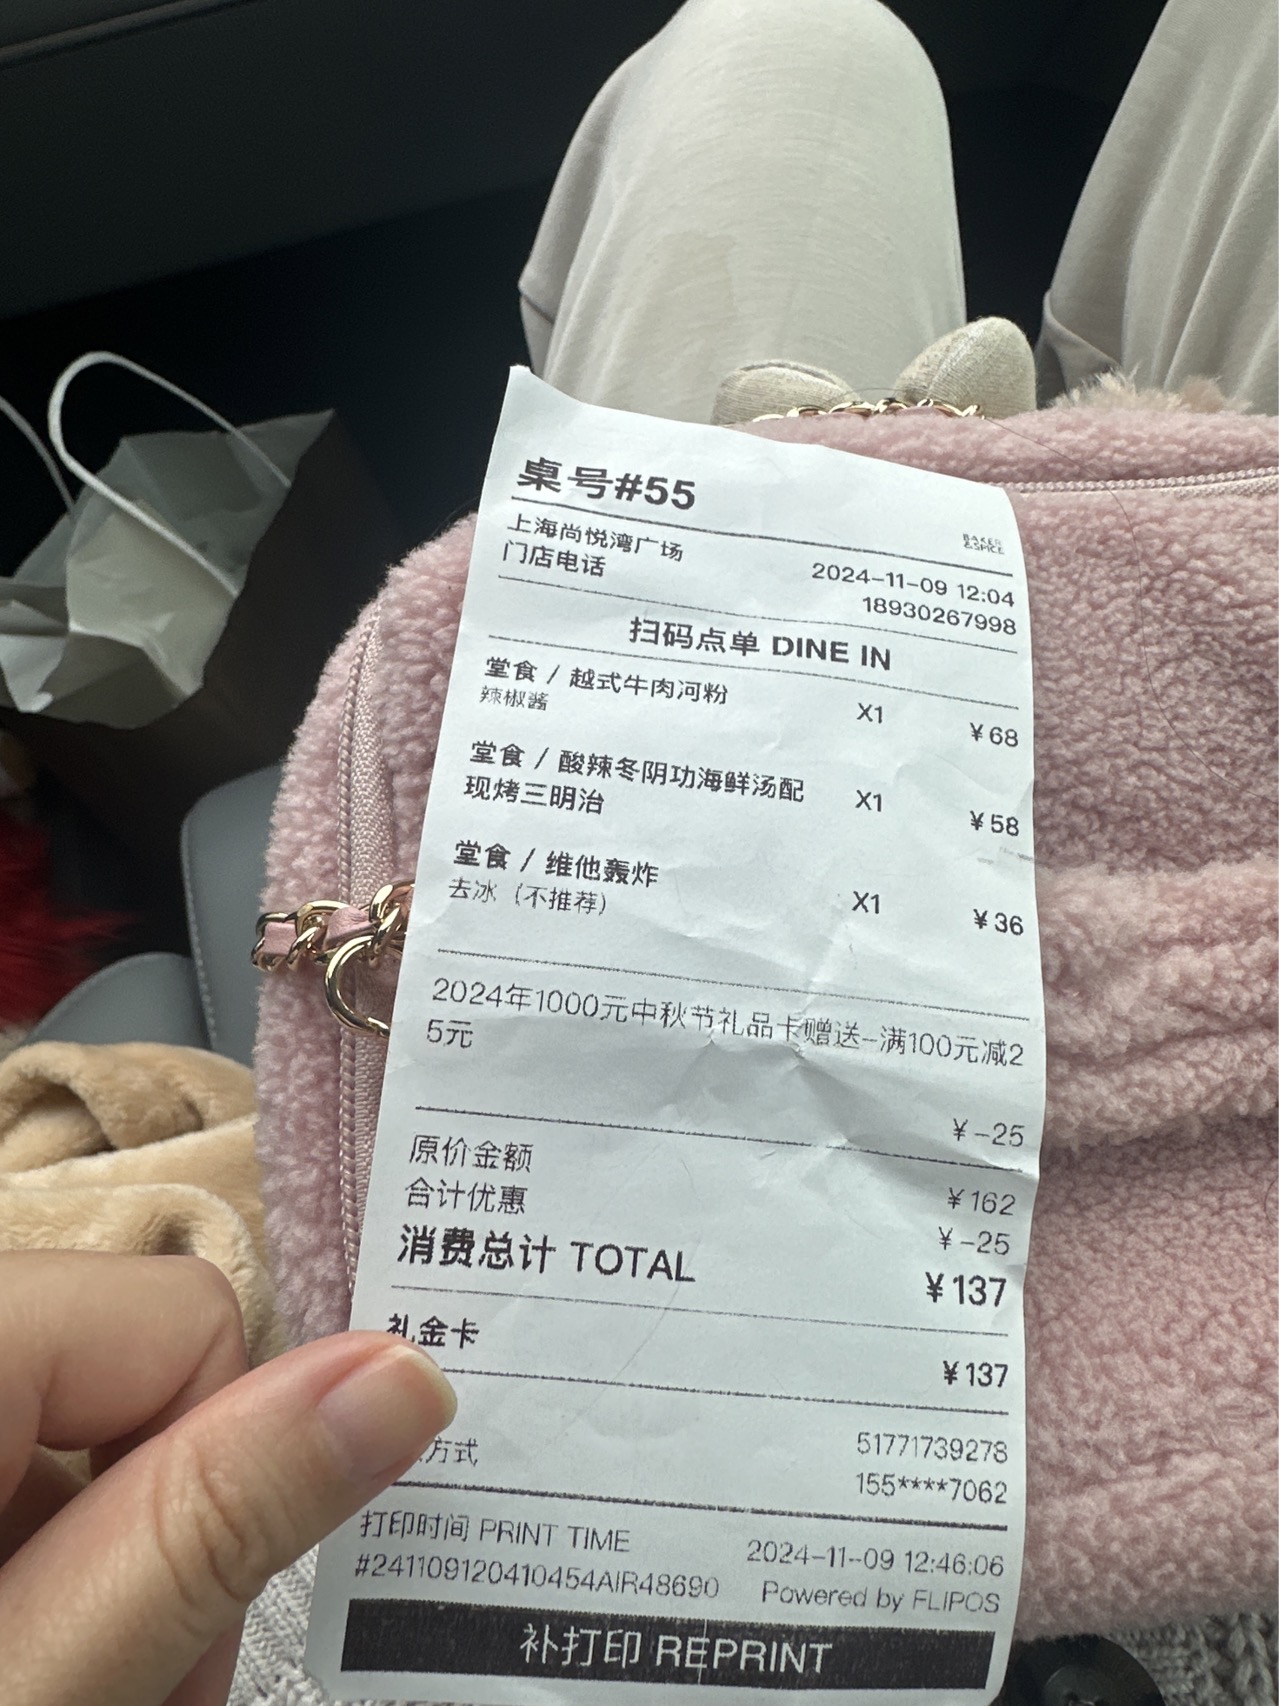 桌号#55
BAKER
&SPICE
上海尚悦湾广场
2024-11-09 12:04
门店电话
18930267998
扫码点单 DINE IN
堂食 / 越式牛肉河粉 X1 ¥68
辣椒酱
堂食 / 酸辣冬阴功海鲜汤配 X1 ¥58
现烤三明治
堂食 / 维他轰炸 X1 ¥36
去冰（不推荐）
2024年1000元中秋节礼品卡赠送-满100元减2
5元
¥-25
原价金额 ¥162
合计优惠 ¥-25
消费总计 TOTAL ¥137
礼金卡 ¥137
51771739278
方式 155****7062
打印时间 PRINT TIME 2024-11-09 12:46:06
#241109120410454AIR48690 Powered by FLIPOS
补打印 REPRINT